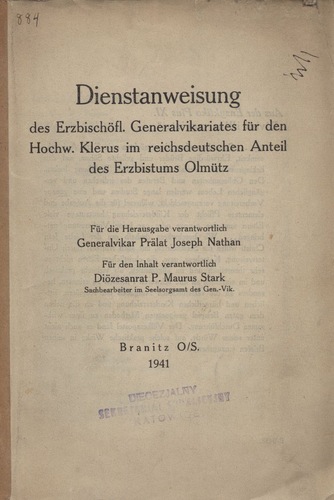 884
Dienstanweisung
des Erzbischöfl. Generalvikariates für den
Hochw. Klerus im reichsdeutschen Anteil
des Erzbistums Olmütz
Für die Herausgabe verantwortlich
Generalvikar Prälat Joseph Nathan
Für den Inhalt verantwortlich
Diözesanrat P. Maurus Stark
Sachbearbeiter im Seelsorgsamt des Gen.-Vik.
Branitz O/S.
1941
DIECEZJALNY